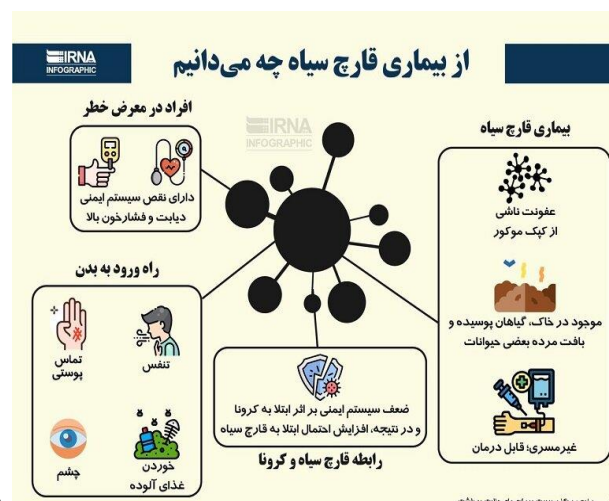 IRNA
INFOGRAPHIC
از بیماری قارچ سیاه چه می‌دانیم
بیماری قارچ سیاه
عفونت ناشی
از کپک موکور
موجود در خاک، گیاهان پوسیده و
بافت مرده بعضی حیوانات
غیرمسری؛ قابل درمان
افراد در معرض خطر
دارای نقص سیستم ایمنی
دیابت و فشارخون بالا
IRNA
INFOGRAPHIC
راه ورود به بدن
تنفس
تماس
پوستی
خوردن
غذای آلوده
چشم
ضعف سیستم ایمنی بر اثر ابتلا به کرونا
و در نتیجه، افزایش احتمال ابتلا به قارچ سیاه
رابطه قارچ سیاه و کرونا